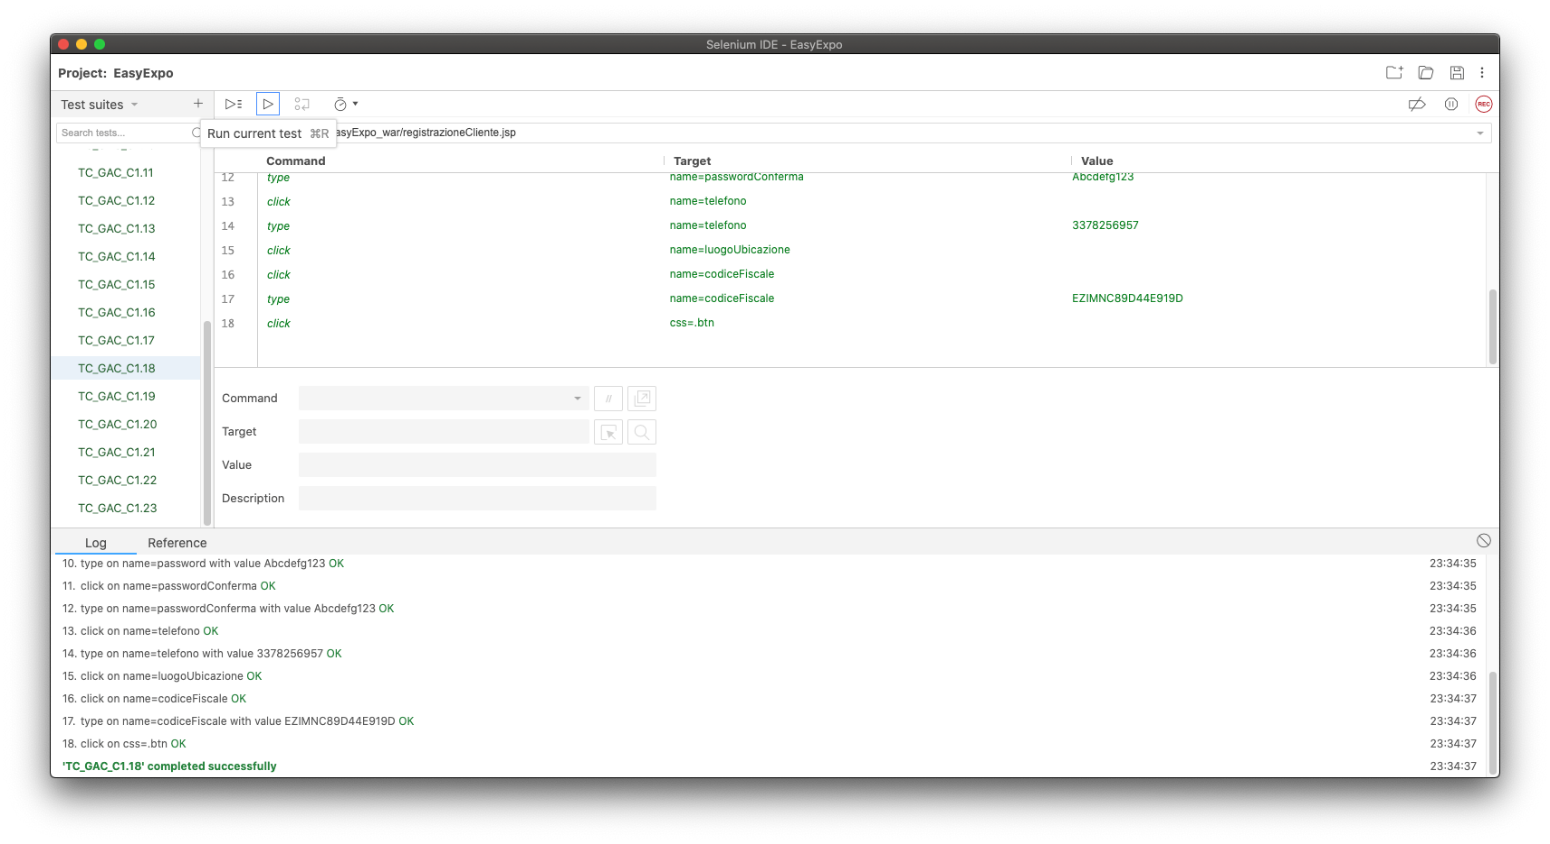 Selenium IDE - EasyExpo
Project: EasyExpo
Test suites
REC
Search tests...
Run current test ⌘R
asyExpo_war/registrazioneCliente.jsp
Command Target Value
12 type name=passwordConferma Abcdefg123
13 click name=telefono
14 type name=telefono 3378256957
15 click name=luogoUbicazione
16 click name=codiceFiscale
17 type name=codiceFiscale EZIMNC89D44E919D
18 click css=.btn
TC_GAC_C1.11
TC_GAC_C1.12
TC_GAC_C1.13
TC_GAC_C1.14
TC_GAC_C1.15
TC_GAC_C1.16
TC_GAC_C1.17
TC_GAC_C1.18
TC_GAC_C1.19
TC_GAC_C1.20
TC_GAC_C1.21
TC_GAC_C1.22
TC_GAC_C1.23
Command //
Target
Value
Description
Log Reference
10. type on name=password with value Abcdefg123 OK 23:34:35
11. click on name=passwordConferma OK 23:34:35
12. type on name=passwordConferma with value Abcdefg123 OK 23:34:35
13. click on name=telefono OK 23:34:36
14. type on name=telefono with value 3378256957 OK 23:34:36
15. click on name=luogoUbicazione OK 23:34:36
16. click on name=codiceFiscale OK 23:34:37
17. type on name=codiceFiscale with value EZIMNC89D44E919D OK 23:34:37
18. click on css=.btn OK 23:34:37
'TC_GAC_C1.18' completed successfully 23:34:37